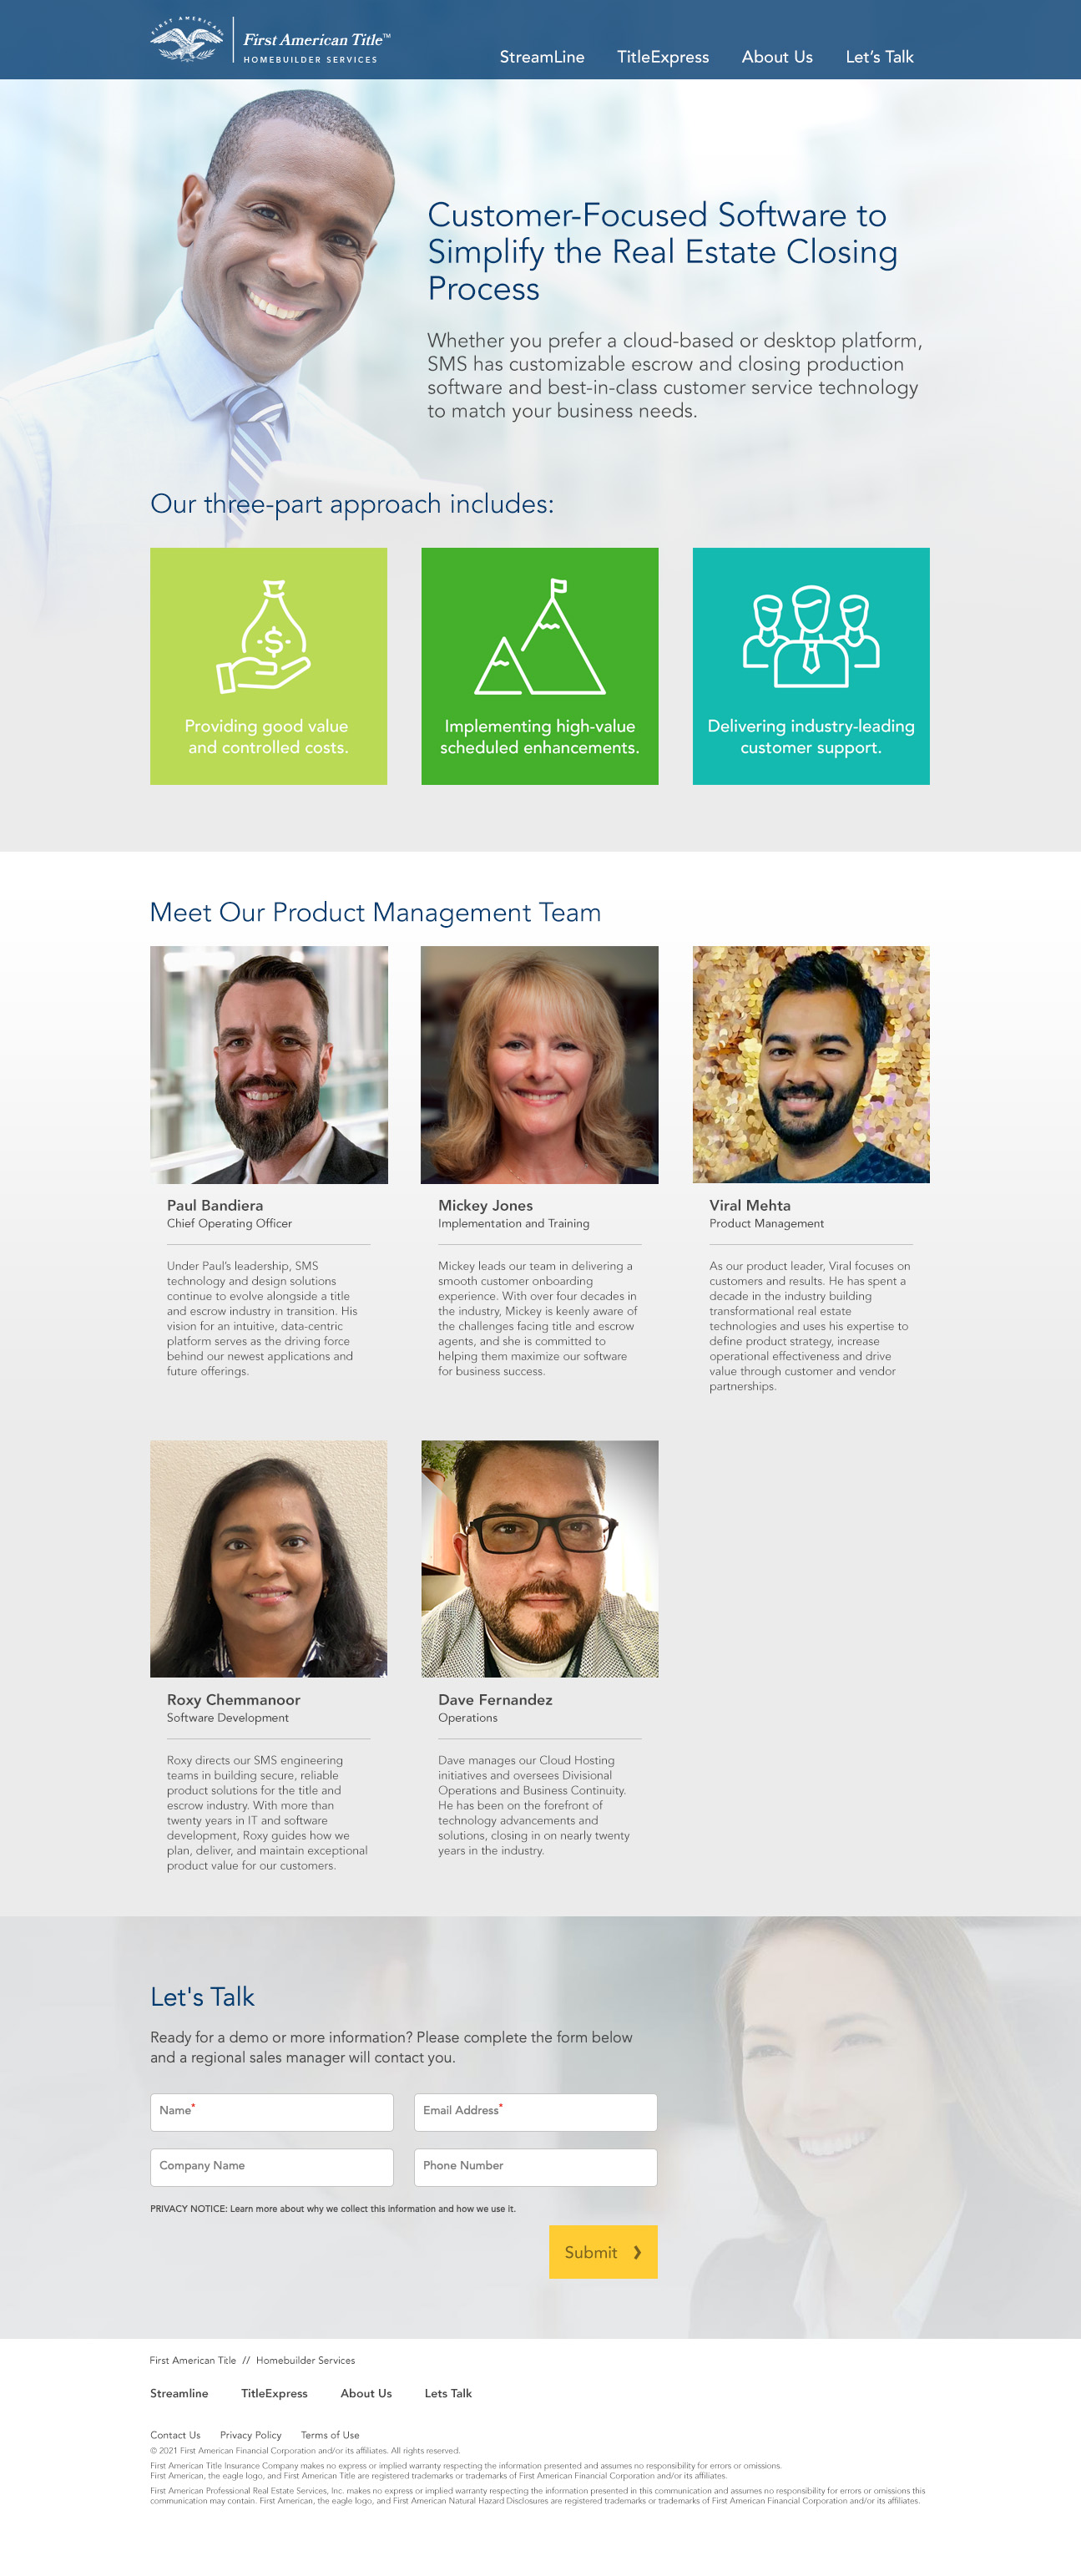 FIRST AMERICAN
First American Title™
HOMEBUILDER SERVICES
StreamLine TitleExpress About Us Let’s Talk
Customer-Focused Software to
Simplify the Real Estate Closing
Process
Whether you prefer a cloud-based or desktop platform,
SMS has customizable escrow and closing production
software and best-in-class customer service technology
to match your business needs.
Our three-part approach includes:
$
Providing good value
and controlled costs.
Implementing high-value
scheduled enhancements.
Delivering industry-leading
customer support.
Meet Our Product Management Team
Paul Bandiera
Chief Operating Officer
Under Paul’s leadership, SMS
technology and design solutions
continue to evolve alongside a title
and escrow industry in transition. His
vision for an intuitive, data-centric
platform serves as the driving force
behind our newest applications and
future offerings.
Mickey Jones
Implementation and Training
Mickey leads our team in delivering a
smooth customer onboarding
experience. With over four decades in
the industry, Mickey is keenly aware of
the challenges facing title and escrow
agents, and she is committed to
helping them maximize our software
for business success.
Viral Mehta
Product Management
As our product leader, Viral focuses on
customers and results. He has spent a
decade in the industry building
transformational real estate
technologies and uses his expertise to
define product strategy, increase
operational effectiveness and drive
value through customer and vendor
partnerships.
Roxy Chemmanoor
Software Development
Roxy directs our SMS engineering
teams in building secure, reliable
product solutions for the title and
escrow industry. With more than
twenty years in IT and software
development, Roxy guides how we
plan, deliver, and maintain exceptional
product value for our customers.
Dave Fernandez
Operations
Dave manages our Cloud Hosting
initiatives and oversees Divisional
Operations and Business Continuity.
He has been on the forefront of
technology advancements and
solutions, closing in on nearly twenty
years in the industry.
Let's Talk
Ready for a demo or more information? Please complete the form below
and a regional sales manager will contact you.
Name* Email Address*
Company Name Phone Number
PRIVACY NOTICE: Learn more about why we collect this information and how we use it.
Submit
First American Title // Homebuilder Services
Streamline TitleExpress About Us Lets Talk
Contact Us Privacy Policy Terms of Use
© 2021 First American Financial Corporation and/or its affiliates. All rights reserved.
First American Title Insurance Company makes no express or implied warranty respecting the information presented and assumes no responsibility for errors or omissions.
First American, the eagle logo, and First American Title are registered trademarks or trademarks of First American Financial Corporation and/or its affiliates.
First American Professional Real Estate Services, Inc. makes no express or implied warranty respecting the information presented in this communication and assumes no responsibility for errors or omissions this
communication may contain. First American, the eagle logo, and First American Natural Hazard Disclosures are registered trademarks or trademarks of First American Financial Corporation and/or its affiliates.